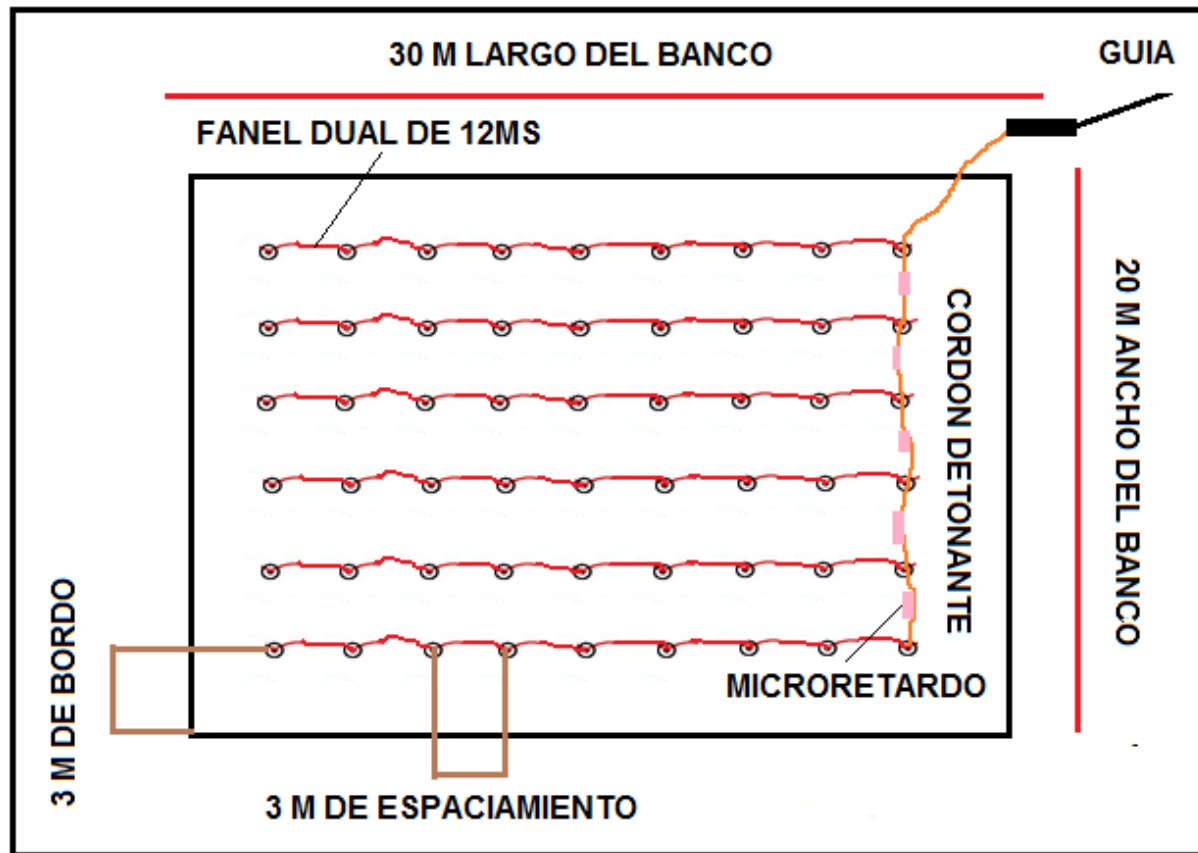 30 M LARGO DEL BANCO
GUIA
FANEL DUAL DE 12MS
CORDON DETONANTE
20 M ANCHO DEL BANCO
3 M DE BORDO
MICRORETARDO
3 M DE ESPACIAMIENTO